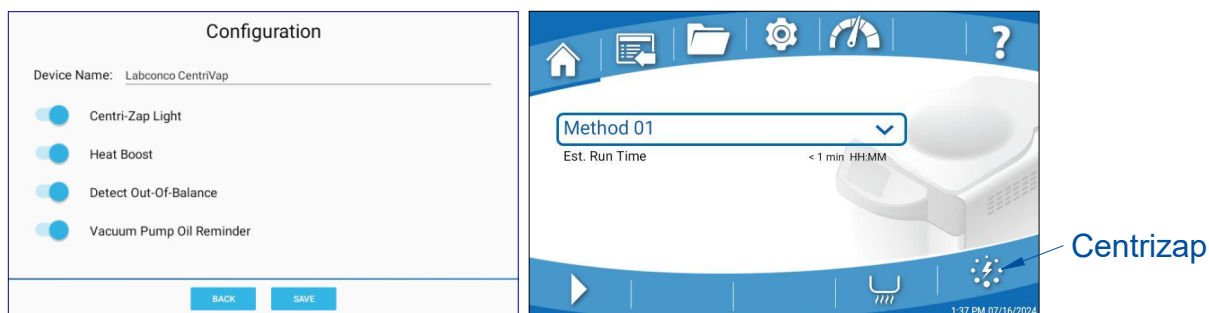 Configuration
Device Name: Labconco CentriVap
Centri-Zap Light
Heat Boost
Detect Out-Of-Balance
Vacuum Pump Oil Reminder
BACK SAVE
?
Method 01
Est. Run Time < 1 min HH:MM
Centrizap
1:37 PM 07/16/2024